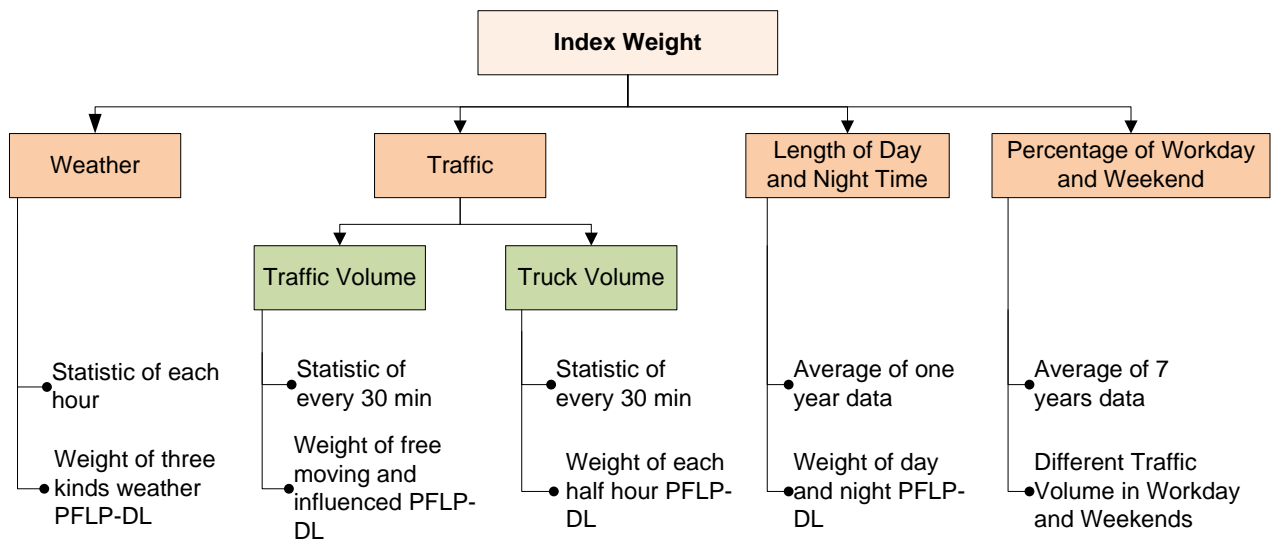 Index Weight
Weather
Traffic
Length of Day
and Night Time
Percentage of Workday
and Weekend
Traffic Volume
Truck Volume
Statistic of each
hour
Weight of three
kinds weather
PFLP-DL
Statistic of
every 30 min
Weight of free
moving and
influenced PFLP-
DL
Statistic of
every 30 min
Weight of each
half hour PFLP-
DL
Average of one
year data
Weight of day
and night PFLP-
DL
Average of 7
years data
Different Traffic
Volume in Workday
and Weekends